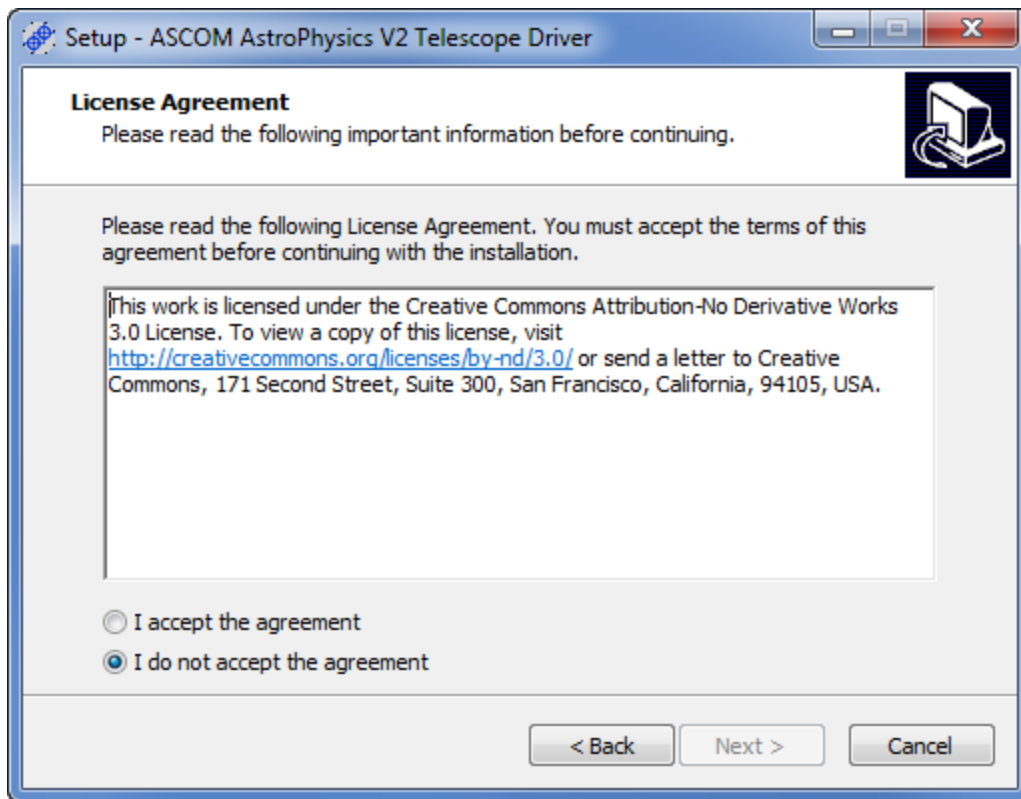 Setup - ASCOM AstroPhysics V2 Telescope Driver
License Agreement
Please read the following important information before continuing.
Please read the following License Agreement. You must accept the terms of this
agreement before continuing with the installation.
This work is licensed under the Creative Commons Attribution-No Derivative Works
3.0 License. To view a copy of this license, visit
http://creativecommons.org/licenses/by-nd/3.0/ or send a letter to Creative
Commons, 171 Second Street, Suite 300, San Francisco, California, 94105, USA.
I accept the agreement
I do not accept the agreement
< Back Next > Cancel